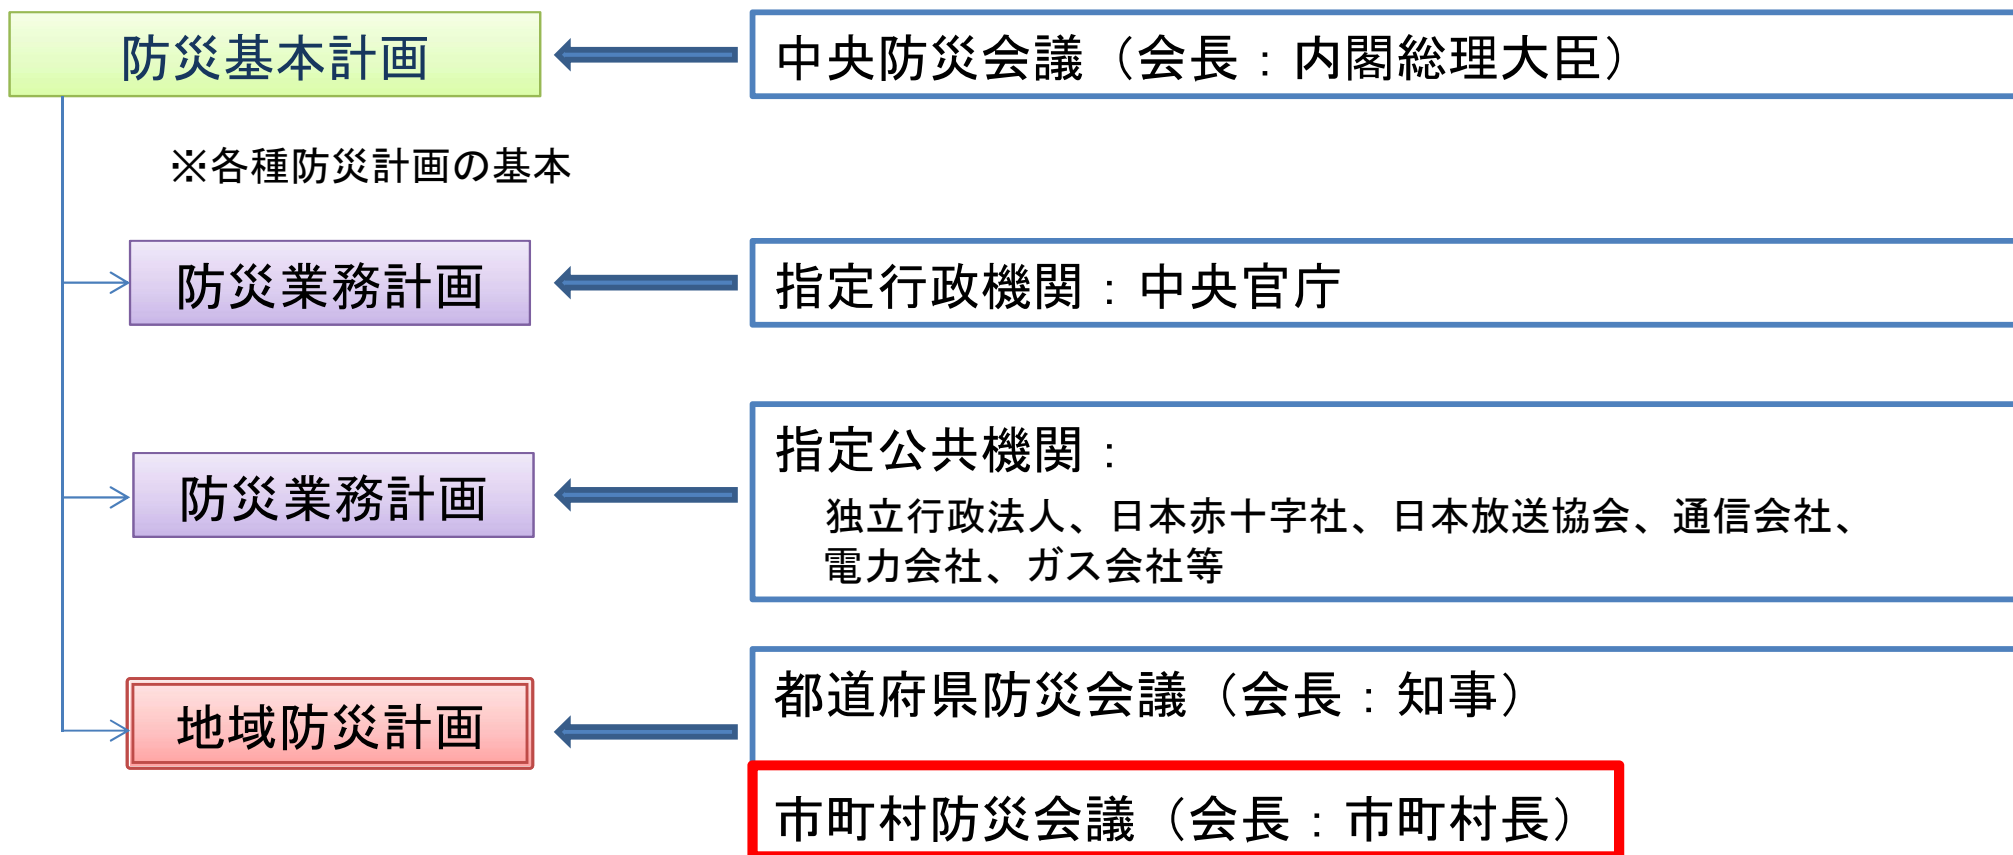 防災基本計画
中央防災会議（会長：内閣総理大臣）
※各種防災計画の基本
防災業務計画
指定行政機関：中央官庁
防災業務計画
指定公共機関：
独立行政法人、日本赤十字社、日本放送協会、通信会社、
電力会社、ガス会社等
地域防災計画
都道府県防災会議（会長：知事）
市町村防災会議（会長：市町村長）